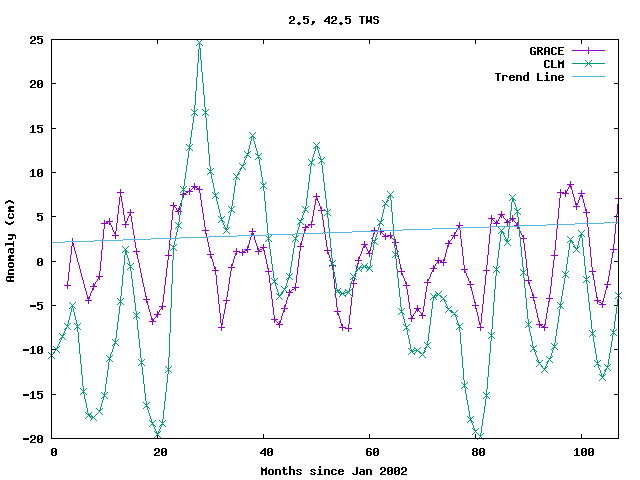 2.5, 42.5 TWS
GRACE
CLM
Trend Line
25
20
15
10
5
0
-5
-10
-15
-20
Anomaly (cm)
0 20 40 60 80 100
Months since Jan 2002